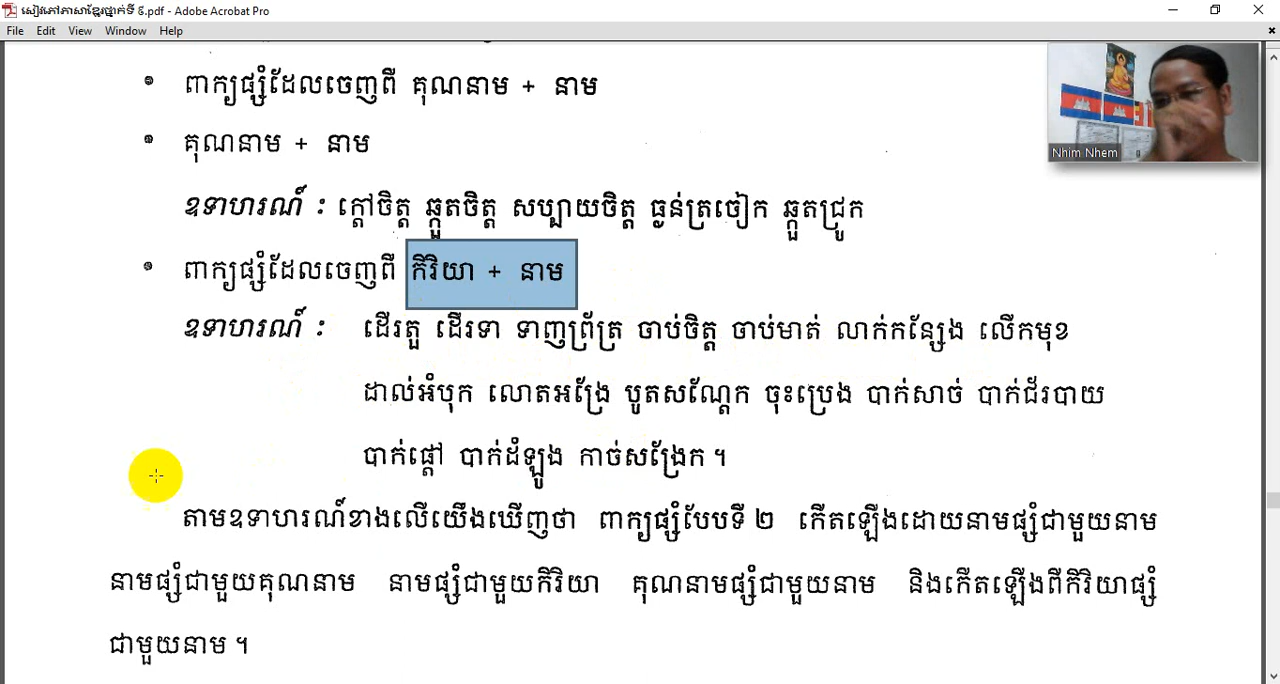 សៀវភៅភាសាខ្មែរថ្នាក់ទី ៩.pdf - Adobe Acrobat Pro
File Edit View Window Help
• ពាក្យផ្សំដែលចេញពី គុណនាម + នាម
• គុណនាម + នាម
ឧទាហរណ៍ : ក្ដៅចិត្ត ឆ្កួតចិត្ត សប្បាយចិត្ត ធ្ងន់ត្រចៀក ឆ្កួតជ្រូក
• ពាក្យផ្សំដែលចេញពី កិរិយា + នាម
ឧទាហរណ៍ : ដើរតួ ដើរទា ទាញព្រ័ត្រ ចាប់ចិត្ត ចាប់មាត់ លាក់កន្សែង លើកមុខ
ដាល់អំបុក លោតអង្រែ បូតសណ្ដែក ចុះប្រេង បាក់សាច់ បាក់ជ័របាយ
បាក់ផ្ដៅ បាក់ដំឡូង កាច់សង្រែក ។
តាមឧទាហរណ៍ខាងលើយើងឃើញថា ពាក្យផ្សំបែបទី ២ កើតឡើងដោយនាមផ្សំជាមួយនាម
នាមផ្សំជាមួយគុណនាម នាមផ្សំជាមួយកិរិយា គុណនាមផ្សំជាមួយនាម និងកើតឡើងពីកិរិយាផ្សំ
ជាមួយនាម ។
Nhim Nhem